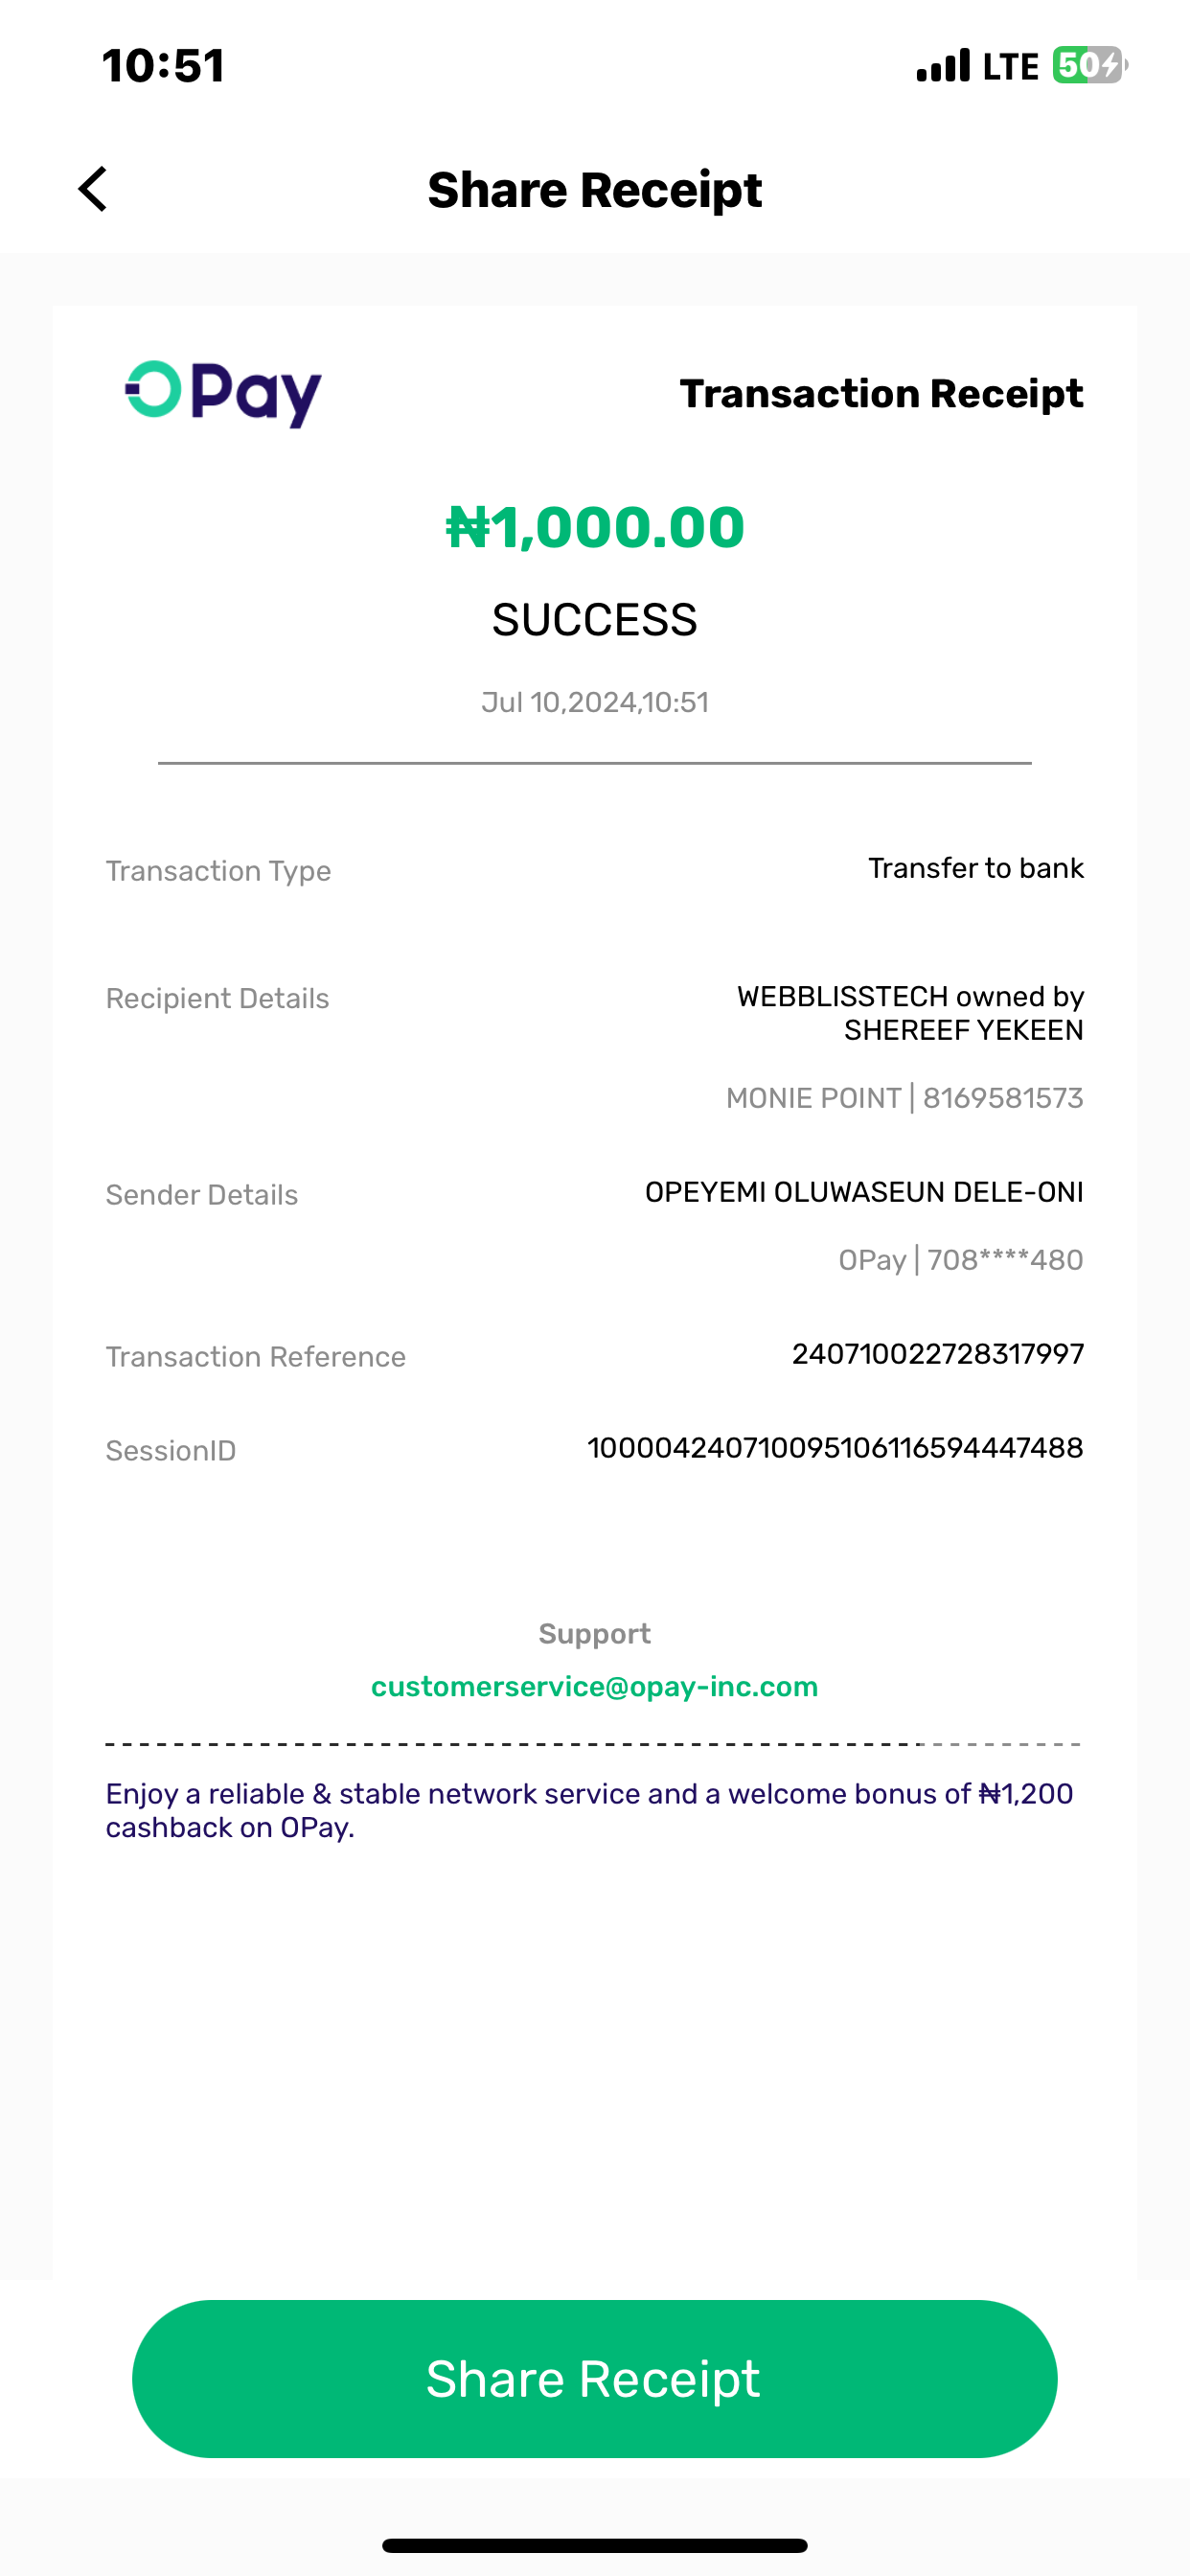 10:51
LTE 50
Share Receipt
OPay
Transaction Receipt
₦1,000.00
SUCCESS
Jul 10,2024,10:51
Transaction Type
Transfer to bank
Recipient Details
WEBBLISSTECH owned by
SHEREEF YEKEEN
MONIE POINT | 8169581573
Sender Details
OPEYEMI OLUWASEUN DELE-ONI
OPay | 708****480
Transaction Reference
240710022728317997
SessionID
100004240710095106116594447488
Support
customerservice@opay-inc.com
Enjoy a reliable & stable network service and a welcome bonus of ₦1,200
cashback on OPay.
Share Receipt